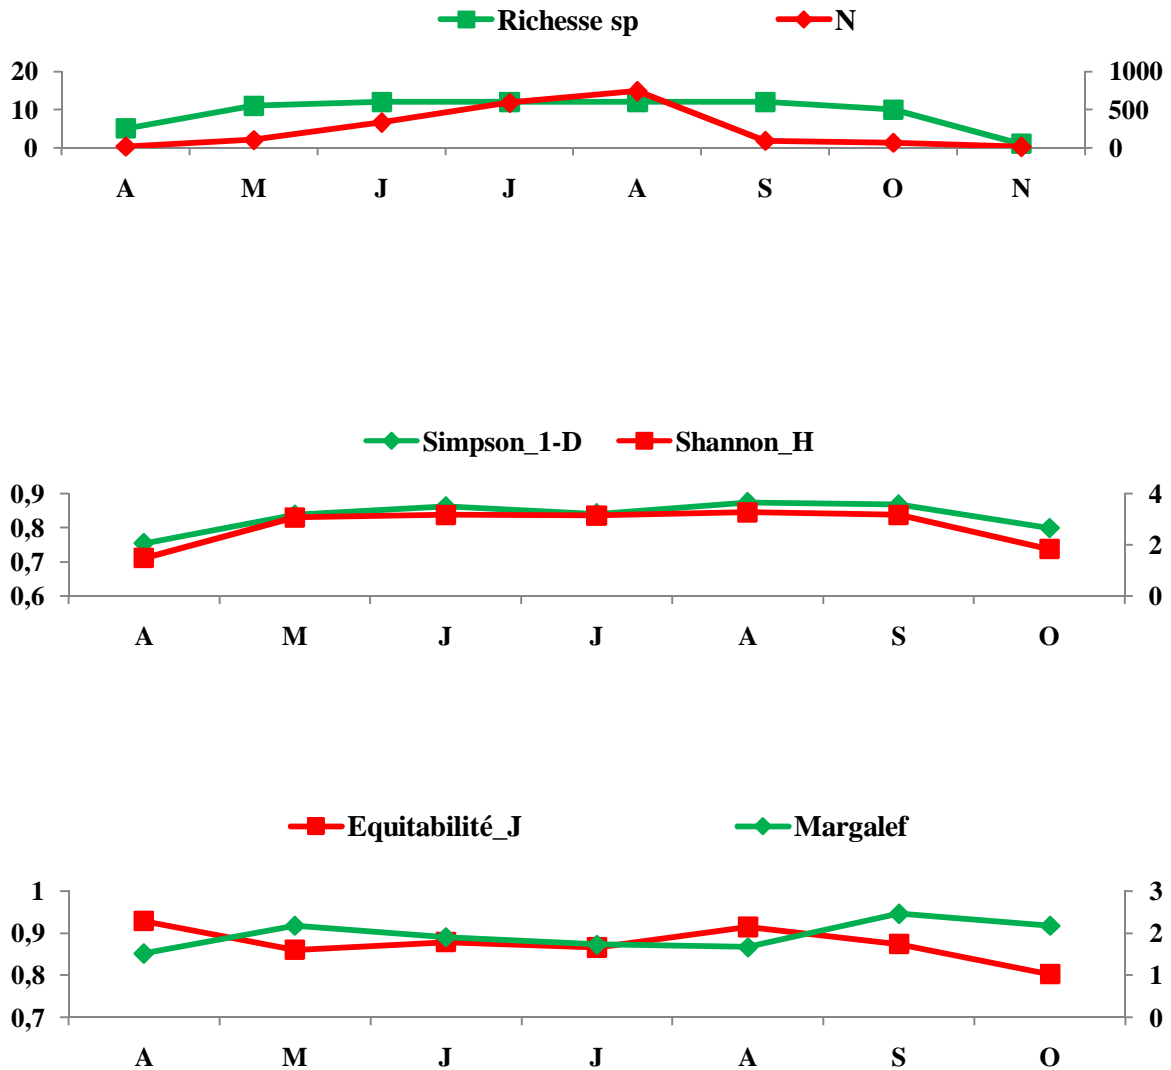 Richesse sp N
20 1000
10 500
0 0
A M J J A S O N
Simpson_1-D Shannon_H
0,9 4
0,8
0,7 2
0,6 0
A M J J A S O
Equitabilité_J Margalef
1 3
0,9 2
0,8 1
0,7 0
A M J J A S O